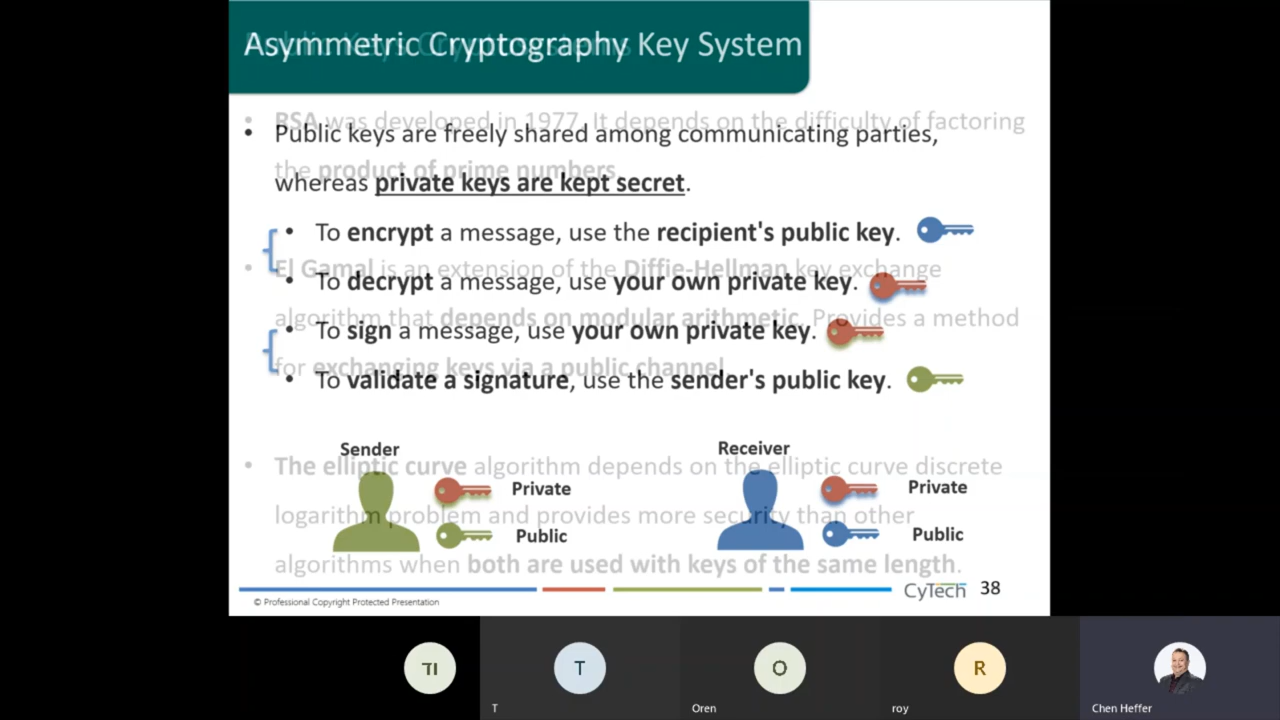 Asymmetric Cryptography Key System
Public Keys Cryptosystems
• Public keys are freely shared among communicating parties,
whereas private keys are kept secret.
• To encrypt a message, use the recipient's public key.
• To decrypt a message, use your own private key.
• To sign a message, use your own private key.
• To validate a signature, use the sender's public key.
• RSA was developed in 1977. It depends on the difficulty of factoring
the product of prime numbers.
• El Gamal is an extension of the Diffie-Hellman key exchange
algorithm that depends on modular arithmetic. Provides a method
for exchanging keys via a public channel.
• The elliptic curve algorithm depends on the elliptic curve discrete
logarithm problem and provides more security than other
algorithms when both are used with keys of the same length.
Sender
Private
Public
Receiver
Private
Public
© Professional Copyright Protected Presentation
CyTech 38
T
T
O
Oren
R
roy
Chen Heffer